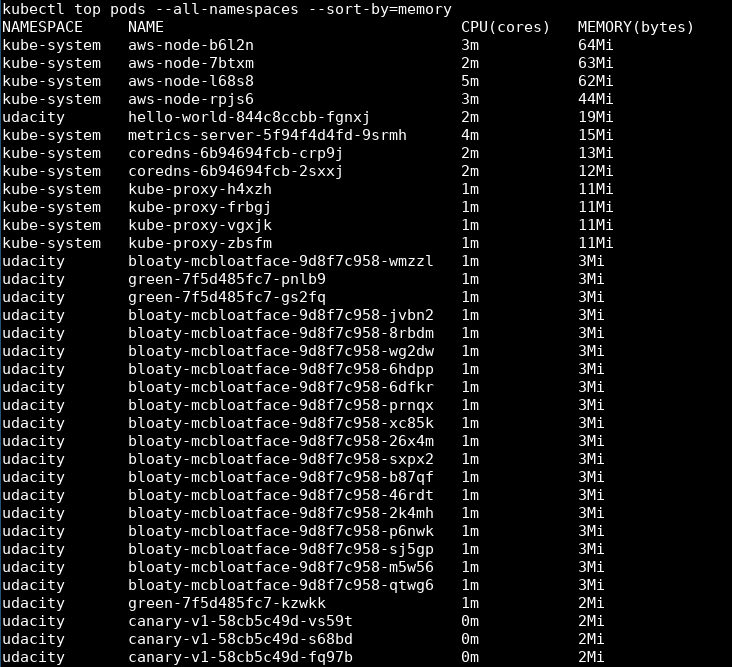 kubectl top pods --all-namespaces --sort-by=memory
NAMESPACE     NAME                                 CPU(cores)   MEMORY(bytes)
kube-system   aws-node-b6l2n                       3m           64Mi
kube-system   aws-node-7btxm                       2m           63Mi
kube-system   aws-node-l68s8                       5m           62Mi
kube-system   aws-node-rpjs6                       3m           44Mi
udacity       hello-world-844c8ccbb-fgnxj          2m           19Mi
kube-system   metrics-server-5f94f4d4fd-9srmh      4m           15Mi
kube-system   coredns-6b94694fcb-crp9j             2m           13Mi
kube-system   coredns-6b94694fcb-2sxxj             2m           12Mi
kube-system   kube-proxy-h4xzh                     1m           11Mi
kube-system   kube-proxy-frbgj                     1m           11Mi
kube-system   kube-proxy-vgxjk                     1m           11Mi
kube-system   kube-proxy-zbsfm                     1m           11Mi
udacity       bloaty-mcbloatface-9d8f7c958-wmzzl   1m           3Mi
udacity       green-7f5d485fc7-pnlb9               1m           3Mi
udacity       green-7f5d485fc7-gs2fq               1m           3Mi
udacity       bloaty-mcbloatface-9d8f7c958-jvbn2   1m           3Mi
udacity       bloaty-mcbloatface-9d8f7c958-8rbdm   1m           3Mi
udacity       bloaty-mcbloatface-9d8f7c958-wg2dw   1m           3Mi
udacity       bloaty-mcbloatface-9d8f7c958-6hdpp   1m           3Mi
udacity       bloaty-mcbloatface-9d8f7c958-6dfkr   1m           3Mi
udacity       bloaty-mcbloatface-9d8f7c958-prnqx   1m           3Mi
udacity       bloaty-mcbloatface-9d8f7c958-xc85k   1m           3Mi
udacity       bloaty-mcbloatface-9d8f7c958-26x4m   1m           3Mi
udacity       bloaty-mcbloatface-9d8f7c958-sxpx2   1m           3Mi
udacity       bloaty-mcbloatface-9d8f7c958-b87qf   1m           3Mi
udacity       bloaty-mcbloatface-9d8f7c958-46rdt   1m           3Mi
udacity       bloaty-mcbloatface-9d8f7c958-2k4mh   1m           3Mi
udacity       bloaty-mcbloatface-9d8f7c958-p6nwk   1m           3Mi
udacity       bloaty-mcbloatface-9d8f7c958-sj5gp   1m           3Mi
udacity       bloaty-mcbloatface-9d8f7c958-m5w56   1m           3Mi
udacity       bloaty-mcbloatface-9d8f7c958-qtwg6   1m           3Mi
udacity       green-7f5d485fc7-kzwkk               1m           2Mi
udacity       canary-v1-58cb5c49d-vs59t            0m           2Mi
udacity       canary-v1-58cb5c49d-s68bd            0m           2Mi
udacity       canary-v1-58cb5c49d-fq97b            0m           2Mi